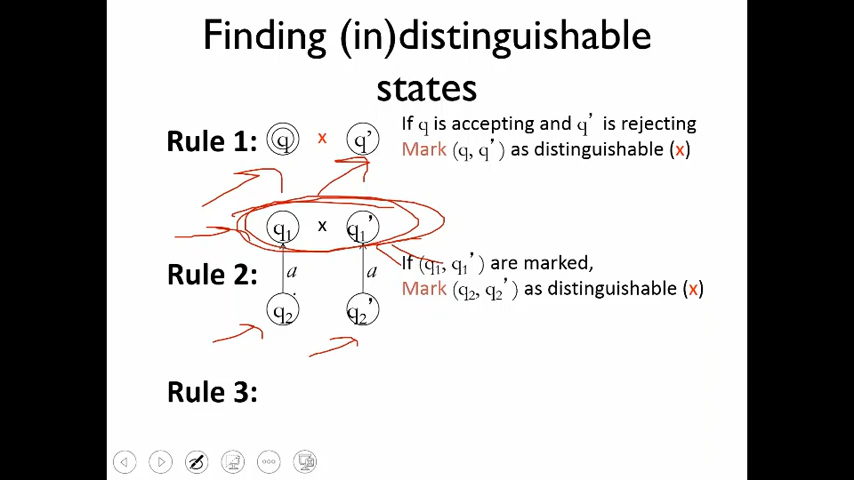 Finding (in)distinguishable
states
Rule 1: q x q’ If q is accepting and q’ is rejecting
Mark (q, q’) as distinguishable (x)
q1 x q1’
Rule 2: a a If (q1, q1’) are marked,
Mark (q2, q2’) as distinguishable (x)
q2 q2’
Rule 3: